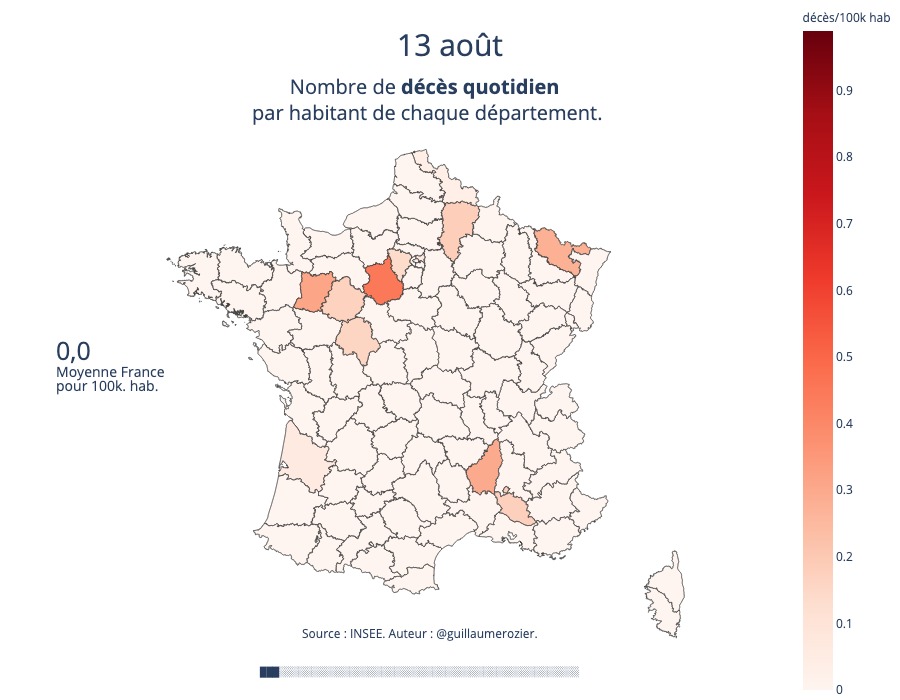 décès/100k hab
13 août
Nombre de décès quotidien
par habitant de chaque département.
0.9
0.8
0.7
0.6
0.5
0.4
0.3
0.2
0.1
0
0,0
Moyenne France
pour 100k. hab.
Source : INSEE. Auteur : @guillaumerozier.